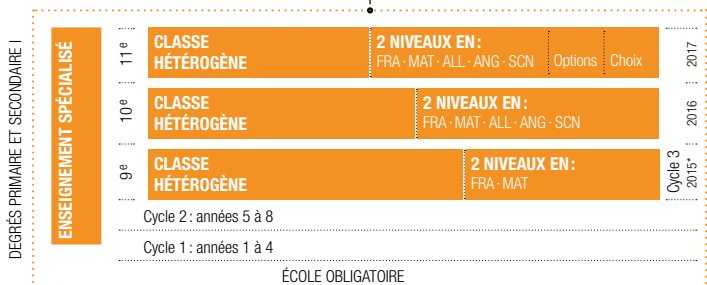 DEGRÉS PRIMAIRE ET SECONDAIRE I
ENSEIGNEMENT SPÉCIALISÉ
11e
CLASSE
HÉTÉROGÈNE
2 NIVEAUX EN :
FRA · MAT · ALL · ANG · SCN
Options
Choix
2017
10e
CLASSE
HÉTÉROGÈNE
2 NIVEAUX EN :
FRA · MAT · ALL · ANG · SCN
2016
9e
CLASSE
HÉTÉROGÈNE
2 NIVEAUX EN :
FRA · MAT
Cycle 3
2015*
Cycle 2 : années 5 à 8
Cycle 1 : années 1 à 4
ÉCOLE OBLIGATOIRE